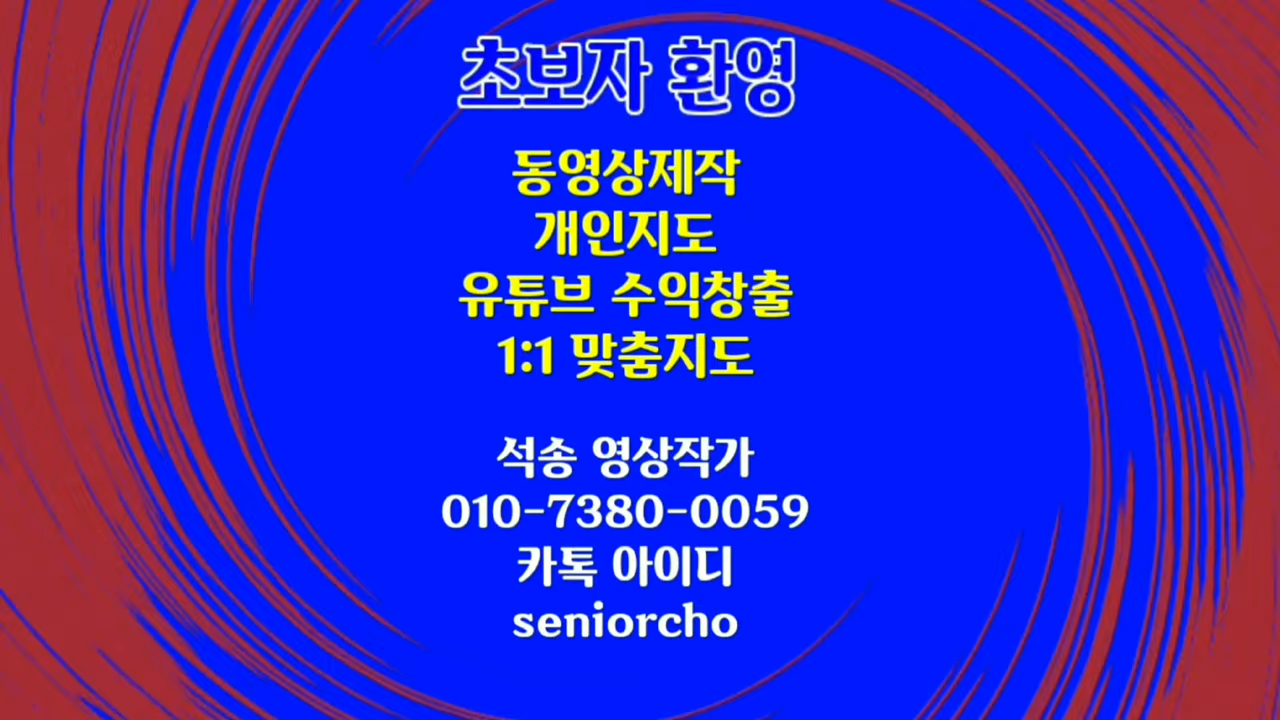 초보자 환영
동영상제작
개인지도
유튜브 수익창출
1:1 맞춤지도
석송 영상작가
010-7380-0059
카톡 아이디
seniorcho